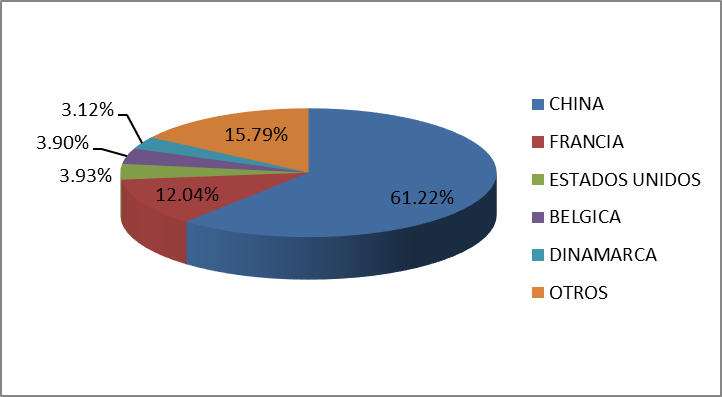 3.12%
3.90%
3.93%
12.04%
15.79%
61.22%
CHINA
FRANCIA
ESTADOS UNIDOS
BELGICA
DINAMARCA
OTROS